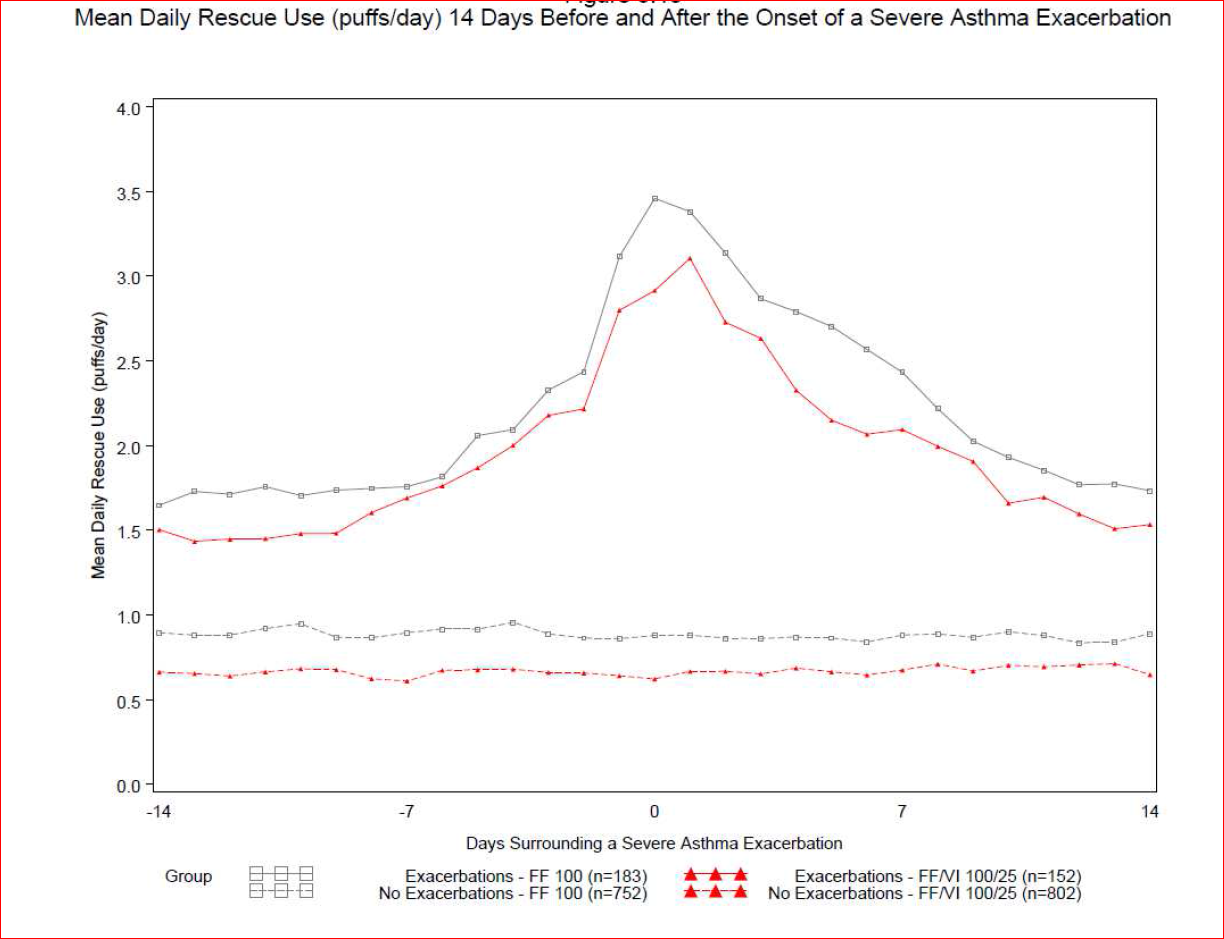 Mean Daily Rescue Use (puffs/day) 14 Days Before and After the Onset of a Severe Asthma Exacerbation
4.0
3.5
3.0
2.5
2.0
1.5
1.0
0.5
0.0
Mean Daily Rescue Use (puffs/day)
-14 -7 0 7 14
Days Surrounding a Severe Asthma Exacerbation
Group Exacerbations - FF 100 (n=183) Exacerbations - FF/VI 100/25 (n=152)
No Exacerbations - FF 100 (n=752) No Exacerbations - FF/VI 100/25 (n=802)